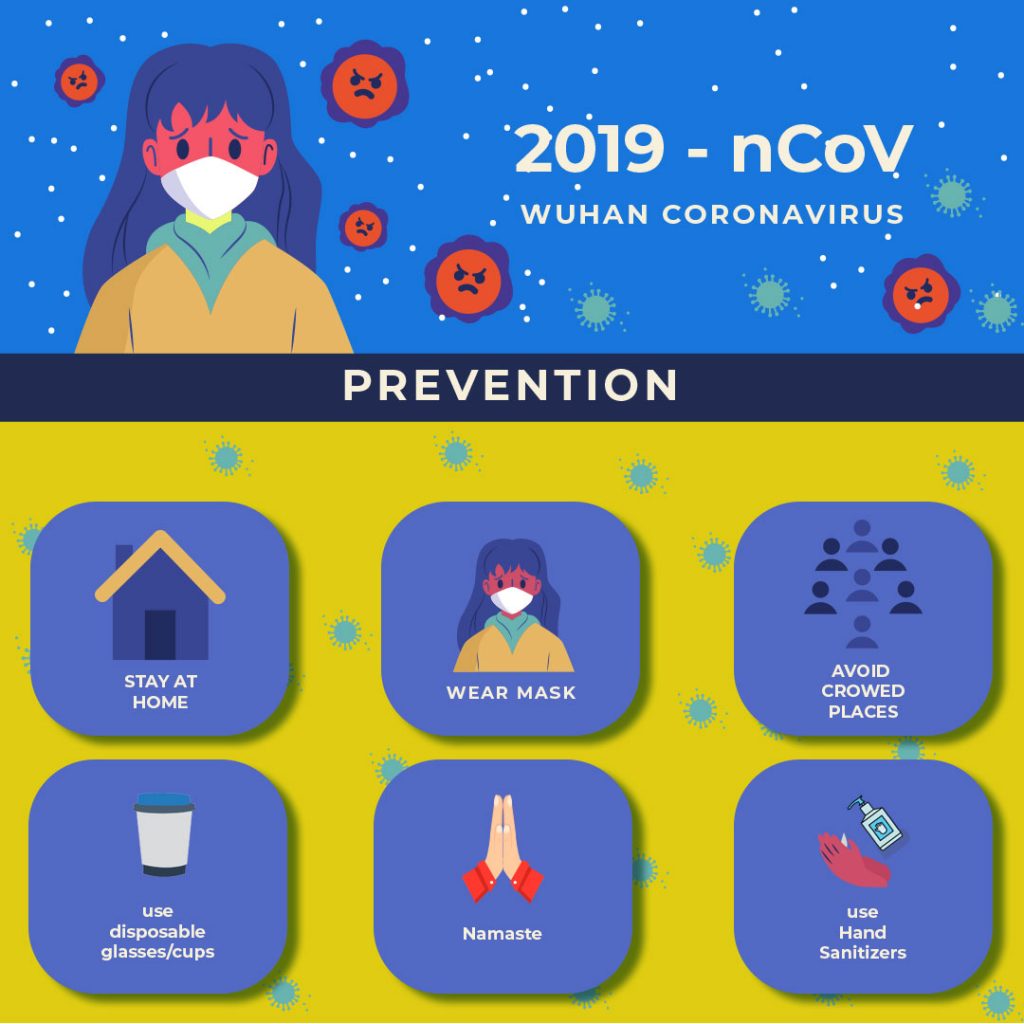 2019 - nCoV
WUHAN CORONAVIRUS
PREVENTION
STAY AT
HOME
WEAR MASK
AVOID
CROWED
PLACES
use
disposable
glasses/cups
Namaste
use
Hand
Sanitizers